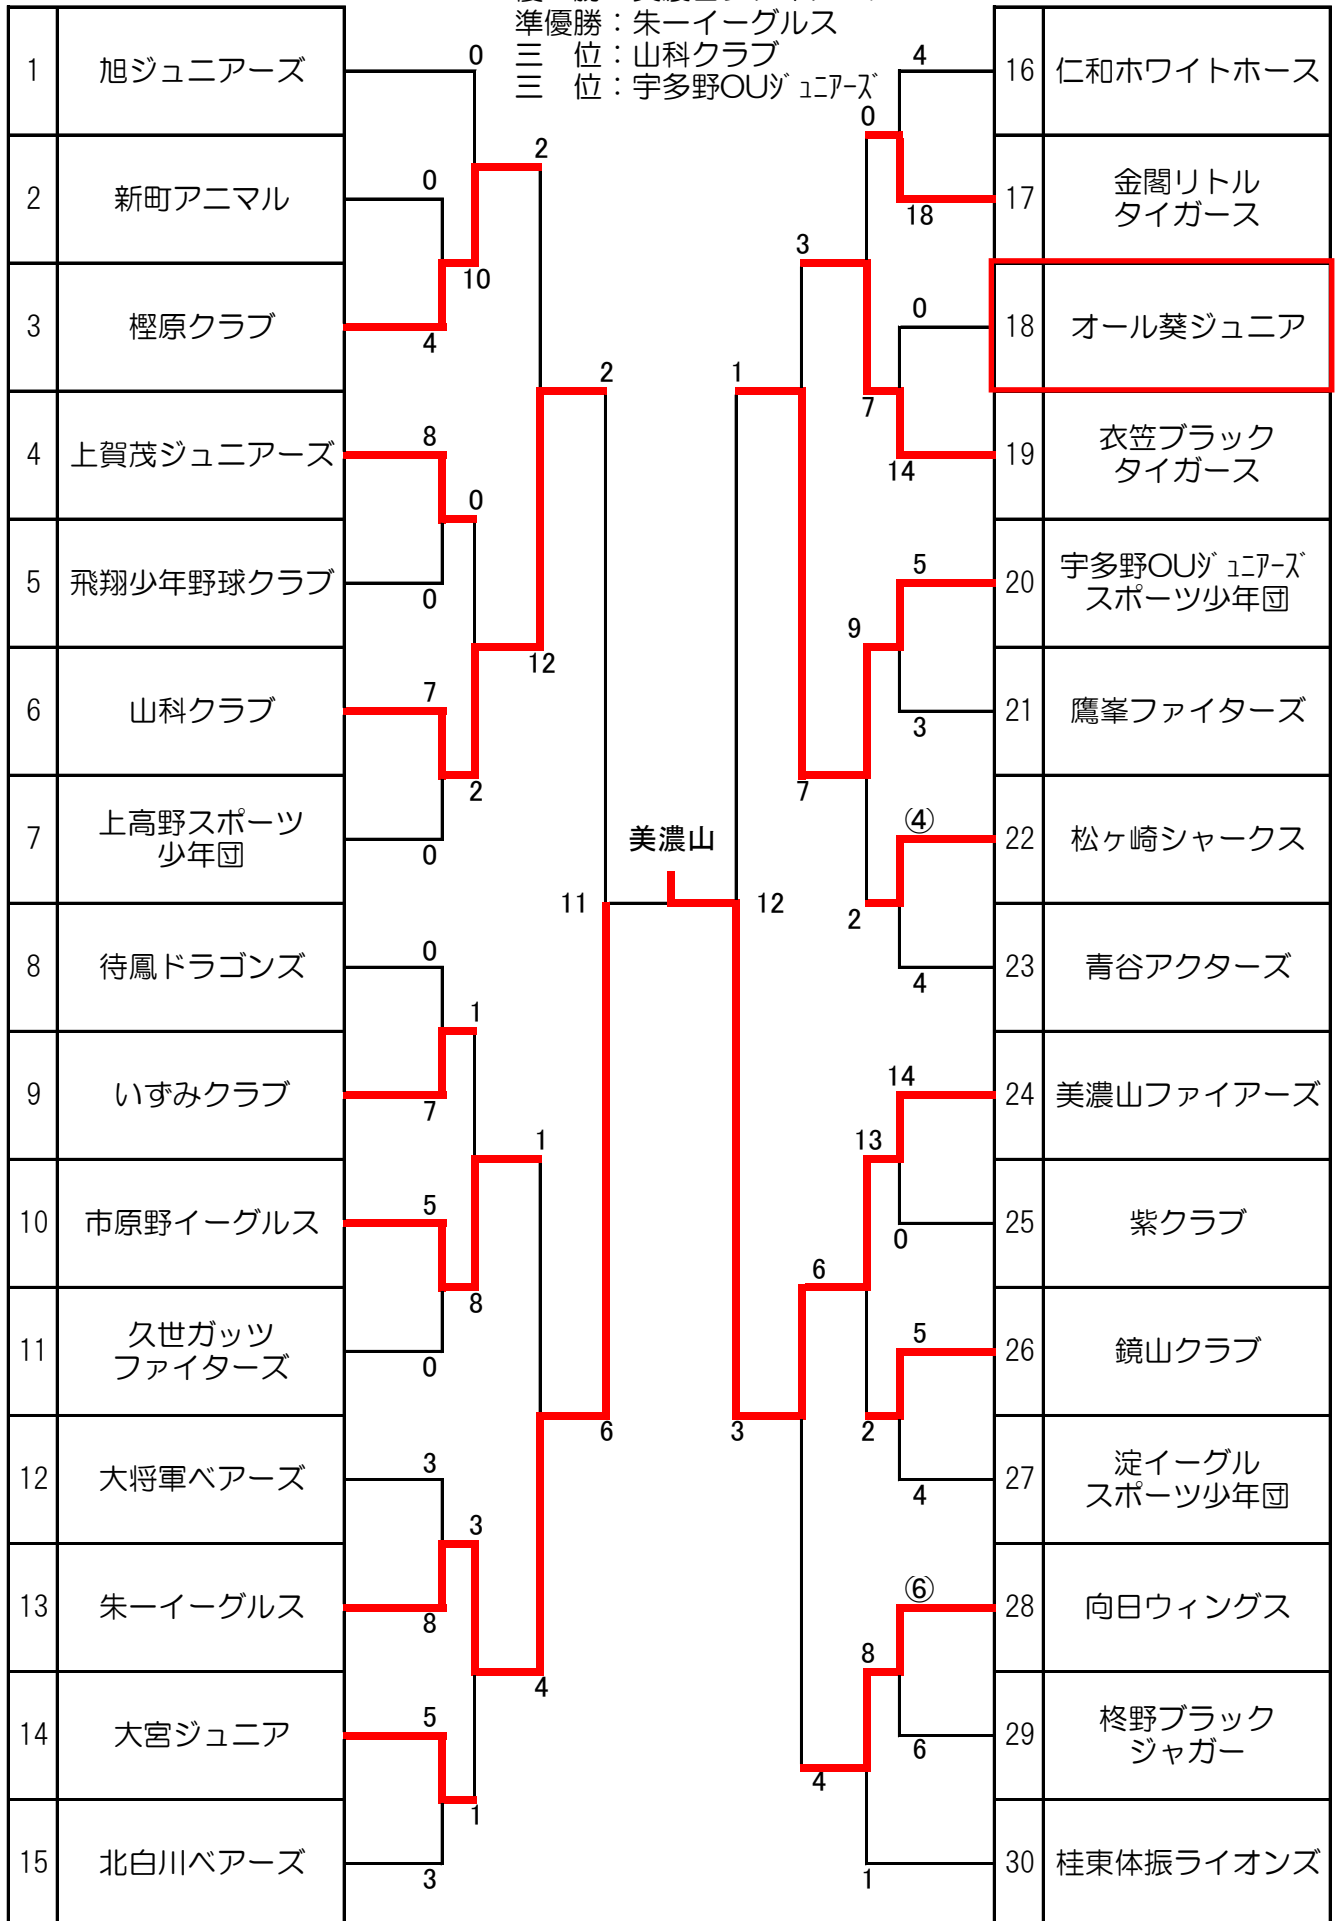 準優勝：朱一イーグルス
三　位：山科クラブ
三　位：宇多野OUｼﾞｭﾆｱｰｽﾞ
1 旭ジュニアーズ
0
2 新町アニマル
0
2
10
3 樫原クラブ
4
2
4 上賀茂ジュニアーズ
8
0
5 飛翔少年野球クラブ
0
12
6 山科クラブ
7
2
7 上高野スポーツ
少年団
0
8 待鳳ドラゴンズ
0
1
9 いずみクラブ
7
1
10 市原野イーグルス
5
8
11 久世ガッツ
ファイターズ
0
6
12 大将軍ベアーズ
3
3
13 朱一イーグルス
8
4
14 大宮ジュニア
5
1
15 北白川ベアーズ
3
美濃山
11
12
4
16 仁和ホワイトホース
0
17 金閣リトル
タイガース
18
3
0
18 オール葵ジュニア
1
7
19 衣笠ブラック
タイガース
14
5
20 宇多野OUｼﾞｭﾆｱｰｽﾞ
スポーツ少年団
9
21 鷹峯ファイターズ
3
7
④
22 松ヶ崎シャークス
2
23 青谷アクターズ
4
14
24 美濃山ファイアーズ
13
25 紫クラブ
0
6
5
26 鏡山クラブ
3
2
27 淀イーグル
スポーツ少年団
4
⑥
28 向日ウィングス
8
29 柊野ブラック
ジャガー
6
4
30 桂東体振ライオンズ
1